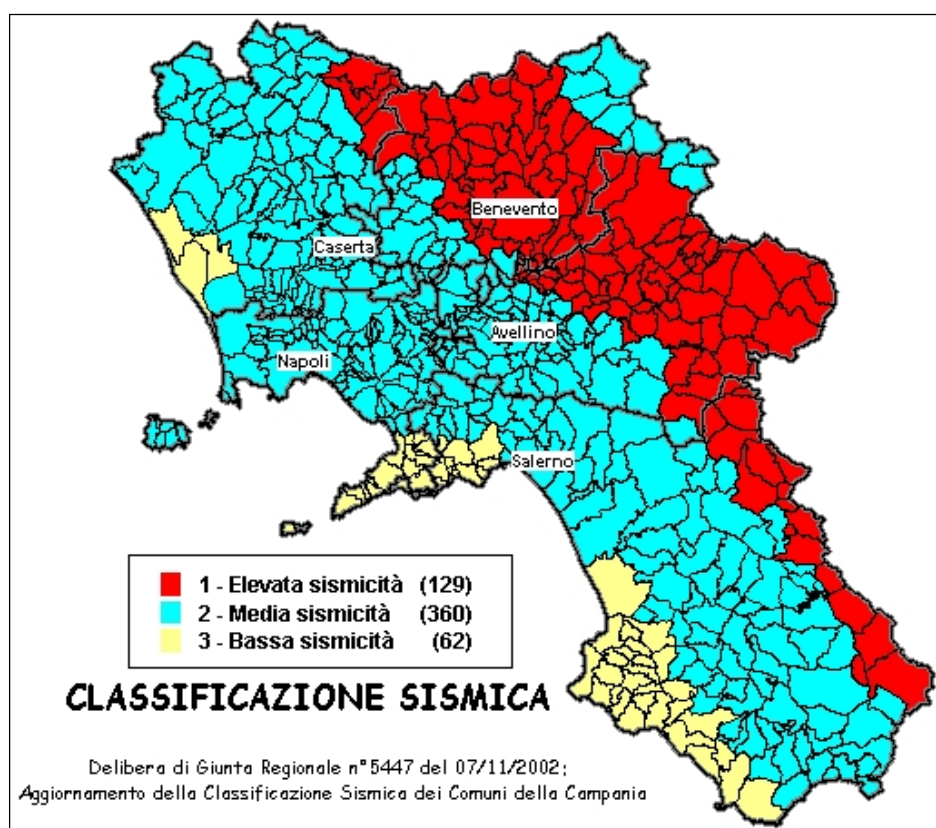 Benevento
Caserta
Avellino
Napoli
Salerno
1 - Elevata sismicità (129)
2 - Media sismicità (360)
3 - Bassa sismicità (62)
CLASSIFICAZIONE SISMICA
Delibera di Giunta Regionale n°5447 del 07/11/2002;
Aggiornamento della Classificazione Sismica dei Comuni della Campania